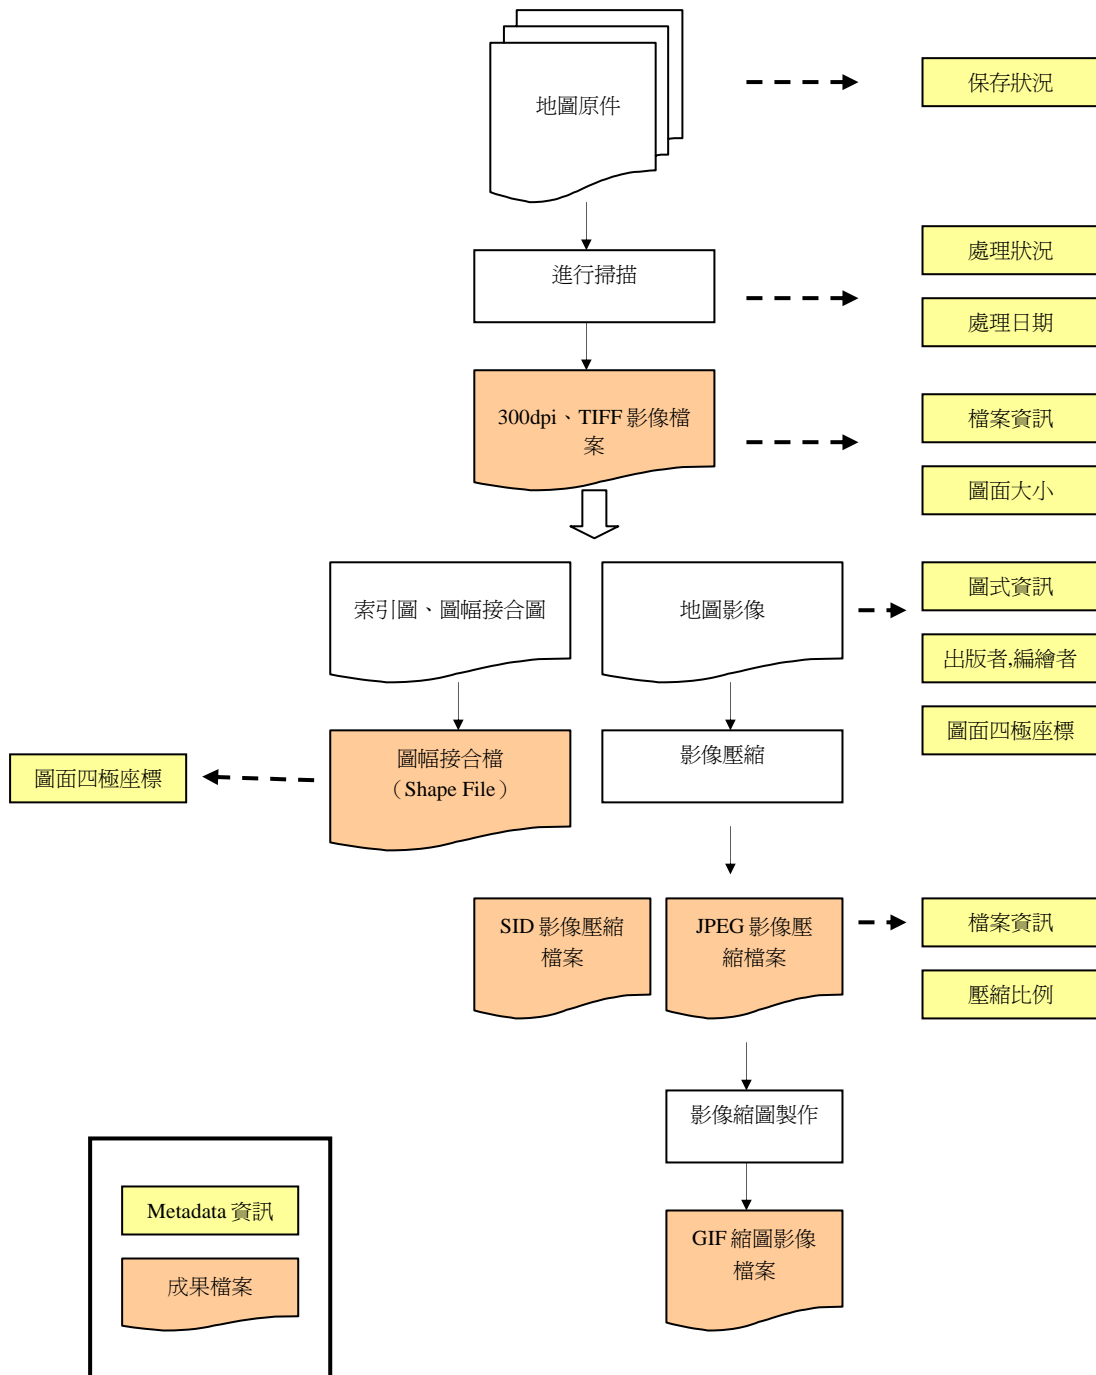 地圖原件
保存狀況
進行掃描
處理狀況
處理日期
300dpi、TIFF 影像檔
案
檔案資訊
圖面大小
索引圖、圖幅接合圖
地圖影像
圖式資訊
出版者,編繪者
圖面四極座標
圖幅接合檔
（Shape File）
圖面四極座標
影像壓縮
SID 影像壓縮
檔案
JPEG 影像壓
縮檔案
檔案資訊
壓縮比例
影像縮圖製作
GIF 縮圖影像
檔案
Metadata 資訊
成果檔案